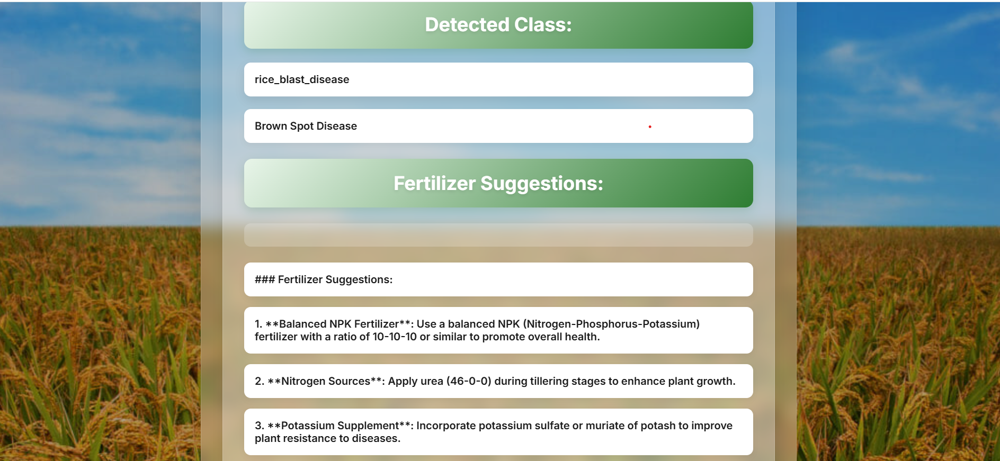 Detected Class:
rice_blast_disease
Brown Spot Disease
Fertilizer Suggestions:
### Fertilizer Suggestions:
1. **Balanced NPK Fertilizer**: Use a balanced NPK (Nitrogen-Phosphorus-Potassium)
fertilizer with a ratio of 10-10-10 or similar to promote overall health.
2. **Nitrogen Sources**: Apply urea (46-0-0) during tillering stages to enhance plant growth.
3. **Potassium Supplement**: Incorporate potassium sulfate or muriate of potash to improve
plant resistance to diseases.